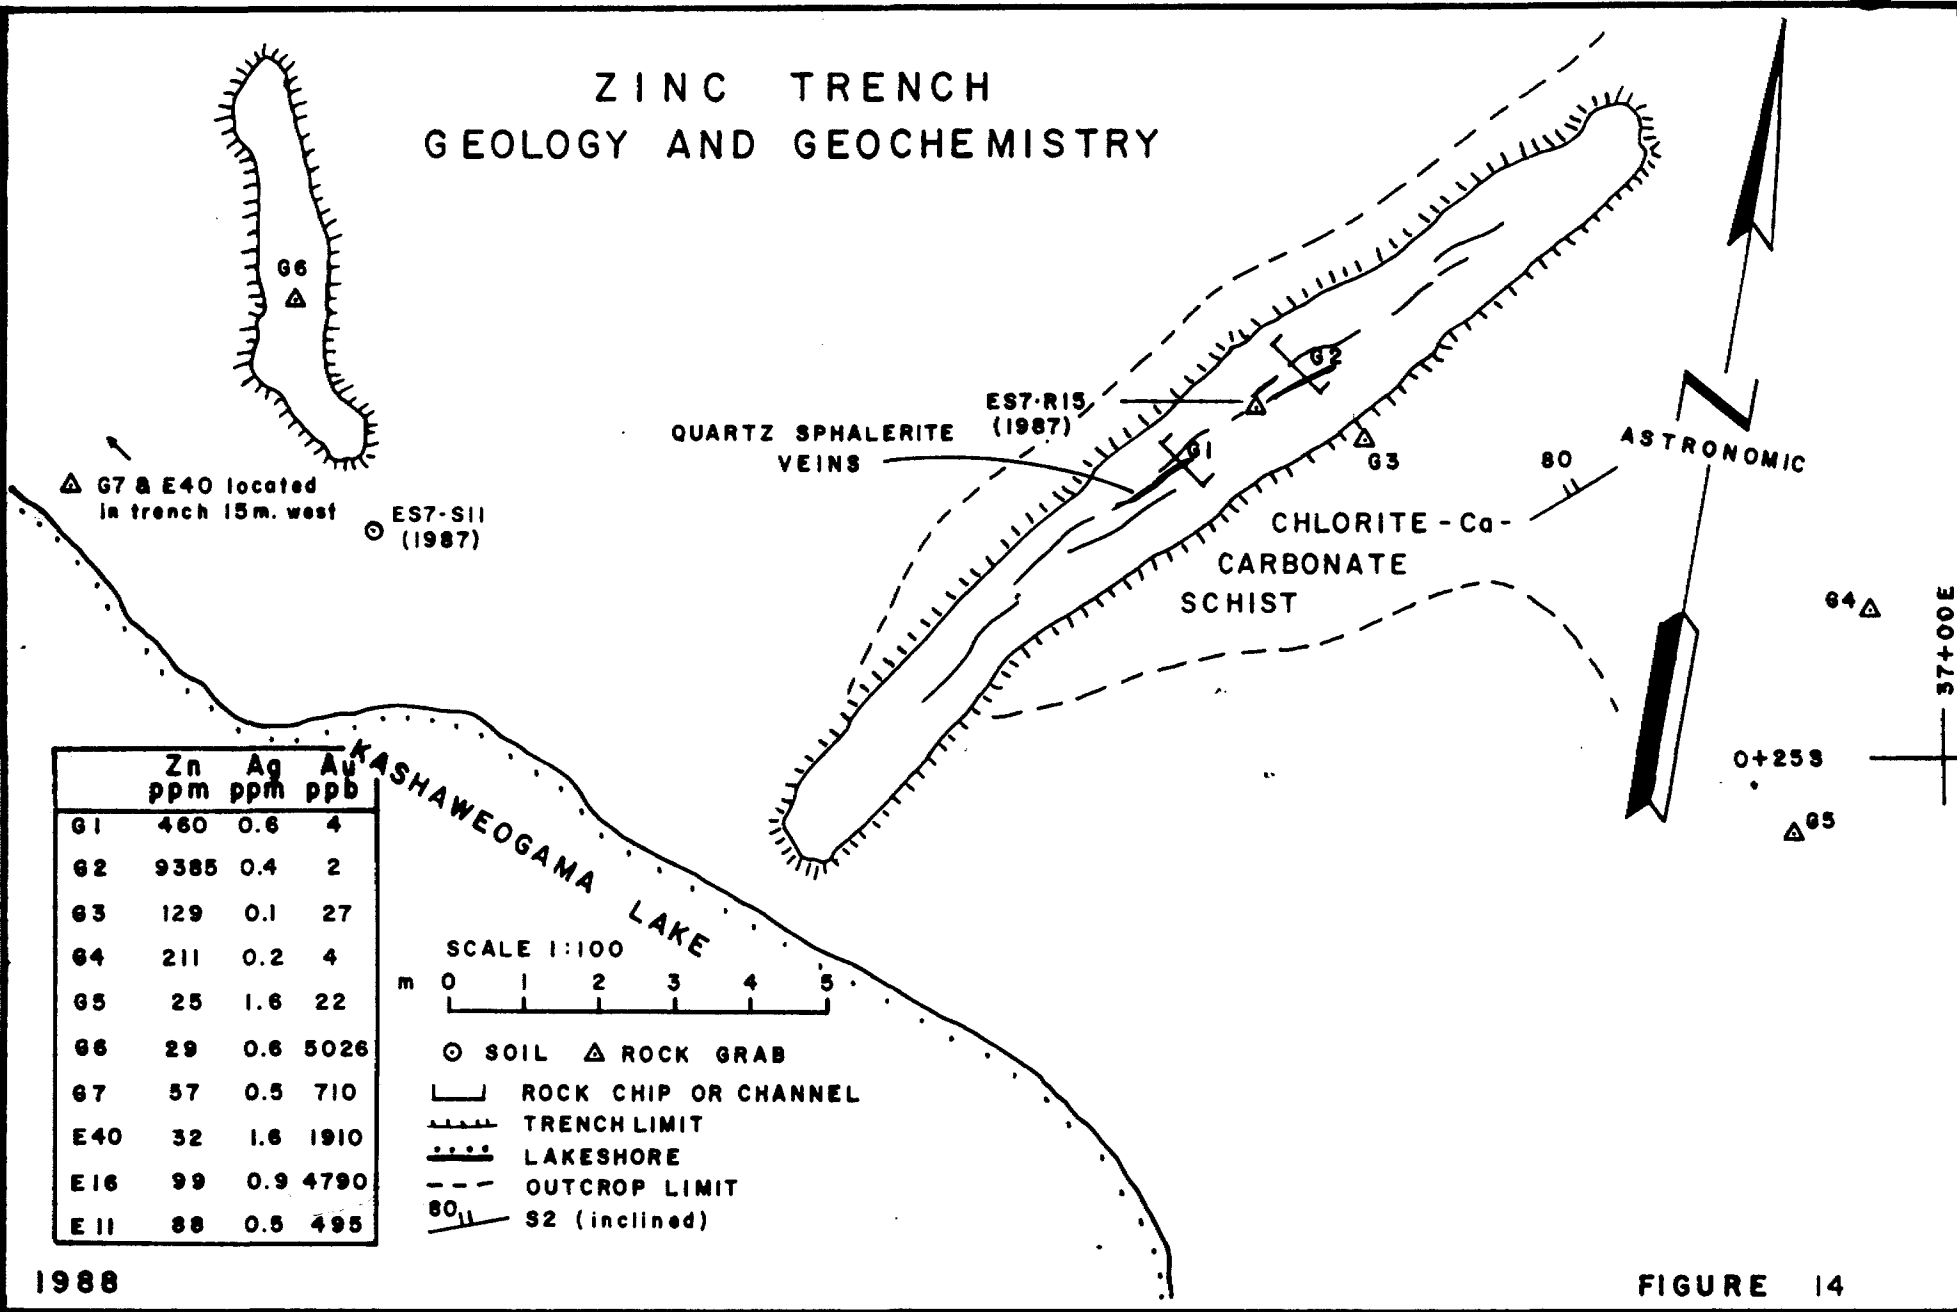 ZINC TRENCH
GEOLOGY AND GEOCHEMISTRY
G6
G7 & E40 located
in trench 15m. west
ES7-S11
(1987)
ES7-R15
(1987)
QUARTZ SPHALERITE
VEINS
G2
G1
G3
80
ASTRONOMIC
N
CHLORITE-Ca-
CARBONATE
SCHIST
G4
37+00E
0+25S
G5
KASHAWEOGAMA LAKE
Zn Ag Au
ppm ppm ppb
G1 460 0.6 4
G2 9385 0.4 2
G3 129 0.1 27
G4 211 0.2 4
G5 25 1.6 22
G6 29 0.6 5026
G7 57 0.5 710
E40 32 1.6 1910
E16 99 0.9 4790
E11 88 0.5 495
SCALE 1:100
m 0 1 2 3 4 5
SOIL ROCK GRAB
ROCK CHIP OR CHANNEL
TRENCH LIMIT
LAKESHORE
OUTCROP LIMIT
80 S2 (inclined)
1988
FIGURE 14